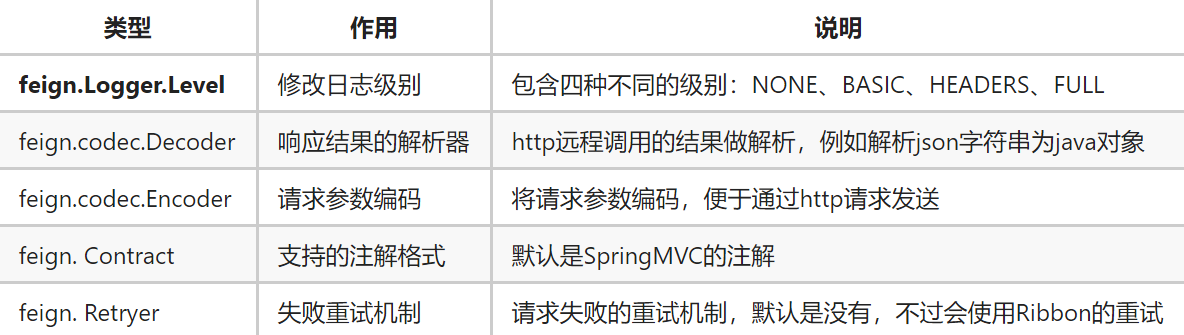 类型 作用 说明
feign.Logger.Level 修改日志级别 包含四种不同的级别：NONE、BASIC、HEADERS、FULL
feign.codec.Decoder 响应结果的解析器 http远程调用的结果做解析，例如解析json字符串为java对象
feign.codec.Encoder 请求参数编码 将请求参数编码，便于通过http请求发送
feign. Contract 支持的注解格式 默认是SpringMVC的注解
feign. Retryer 失败重试机制 请求失败的重试机制，默认是没有，不过会使用Ribbon的重试